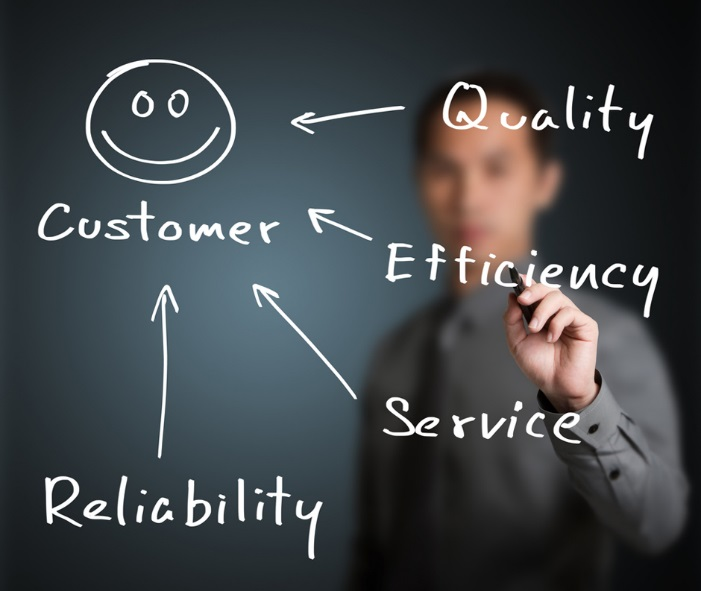 Quality
Customer
Efficiency
Service
Reliability